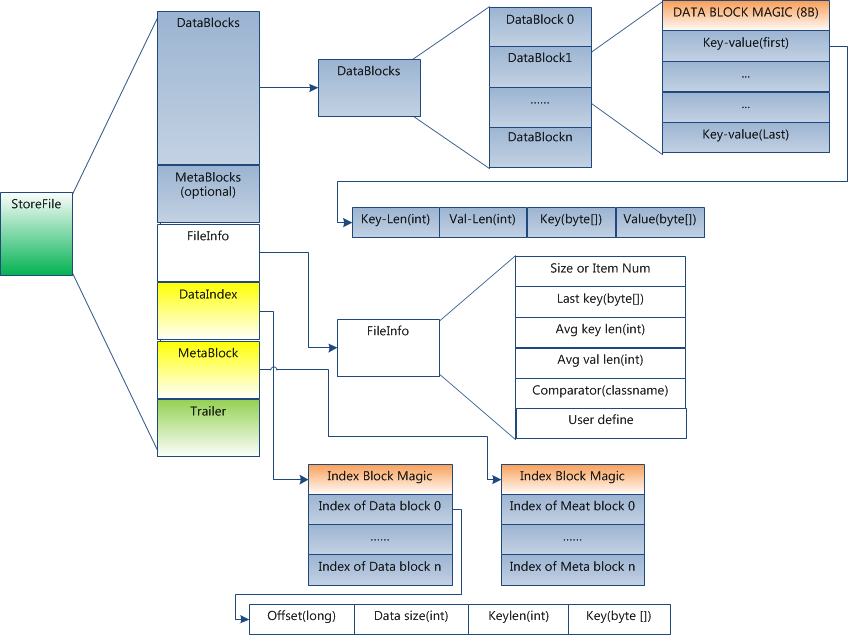 StoreFile
DataBlocks
MetaBlocks
(optional)
FileInfo
DataIndex
MetaBlock
Trailer
DataBlocks
DataBlock 0
DataBlock1
......
DataBlockn
DATA BLOCK MAGIC (8B)
Key-value(first)
...
...
Key-value(Last)
Key-Len(int)
Val-Len(int)
Key(byte[])
Value(byte[])
FileInfo
Size or Item Num
Last key(byte[])
Avg key len(int)
Avg val len(int)
Comparator(classname)
User define
Index Block Magic
Index of Data block 0
......
Index of Data block n
Index Block Magic
Index of Meat block 0
......
Index of Meta block n
Offset(long)
Data size(int)
Keylen(int)
Key(byte [])